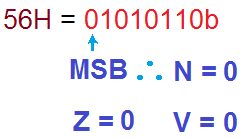 56H = 01010110b
MSB ∴ N = 0
Z = 0 V = 0